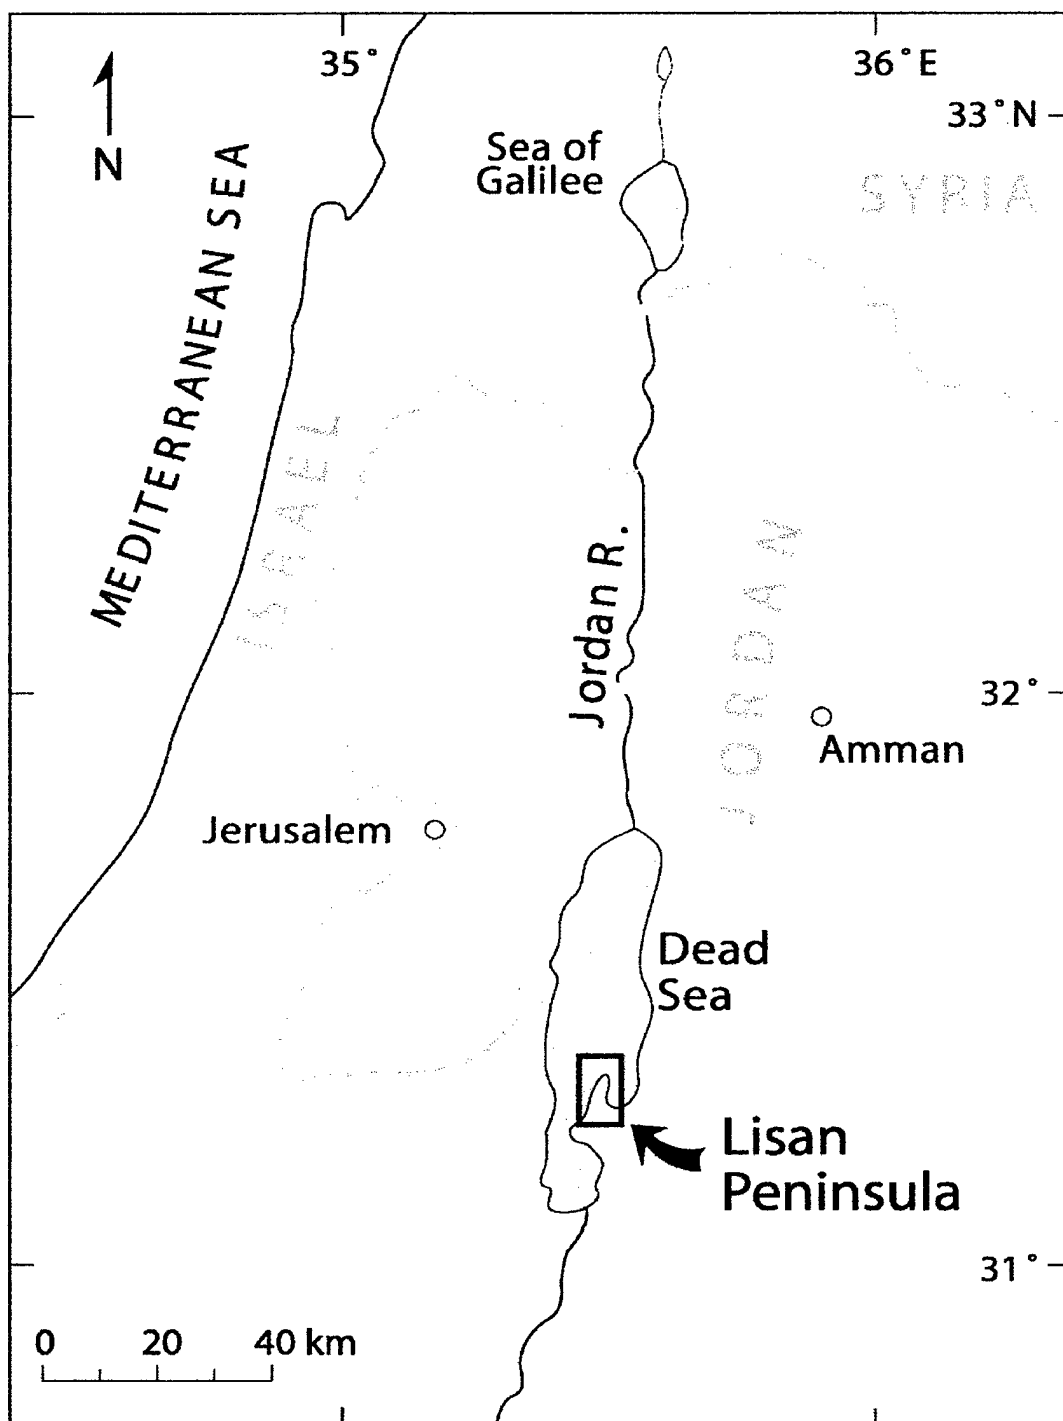 35°
36°E
33°N
N
Sea of
Galilee
SYRIA
MEDITERRANEAN SEA
ISRAEL
Jordan R.
JORDAN
32°
Amman
Jerusalem
Dead
Sea
Lisan
Peninsula
31°
0 20 40 km